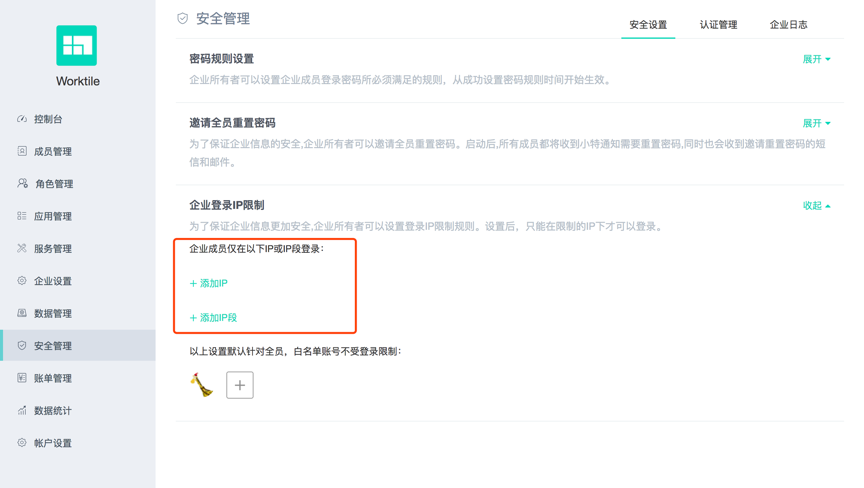 Worktile
控制台
成员管理
角色管理
应用管理
服务管理
企业设置
数据管理
安全管理
账单管理
数据统计
帐户设置
安全管理
安全设置
认证管理
企业日志
密码规则设置
展开
企业所有者可以设置企业成员登录密码所必须满足的规则，从成功设置密码规则时间开始生效。
邀请全员重置密码
展开
为了保证企业信息的安全,企业所有者可以邀请全员重置密码。启动后,所有成员都将收到小特通知需要重置密码,同时也会收到邀请重置密码的短
信和邮件。
企业登录IP限制
收起
为了保证企业信息更加安全,企业所有者可以设置登录IP限制规则。设置后，只能在限制的IP下才可以登录。
企业成员仅在以下IP或IP段登录：
+ 添加IP
+ 添加IP段
以上设置默认针对全员，白名单账号不受登录限制：